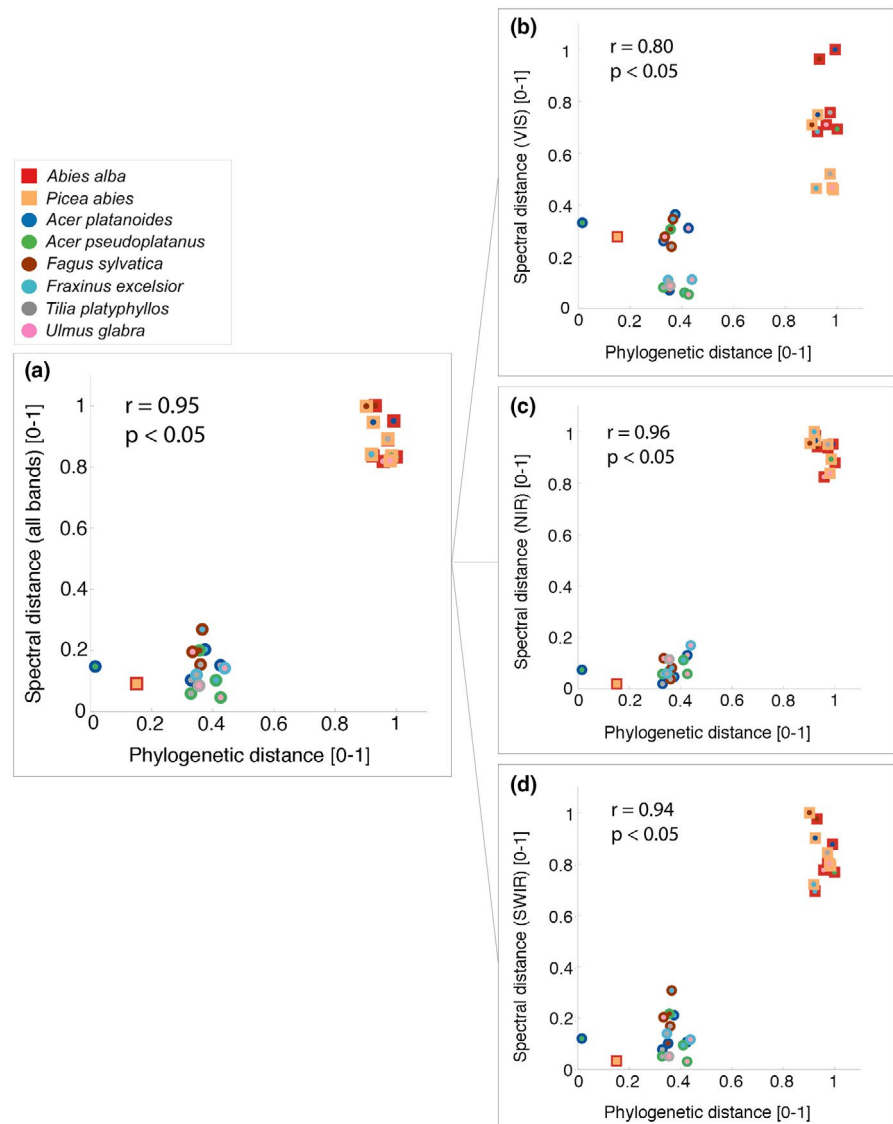 Abies alba
Picea abies
Acer platanoides
Acer pseudoplatanus
Fagus sylvatica
Fraxinus excelsior
Tilia platyphyllos
Ulmus glabra
(a)
r = 0.95
p < 0.05
Spectral distance (all bands) [0-1]
1
0.8
0.6
0.4
0.2
0
0 0.2 0.4 0.6 0.8 1
Phylogenetic distance [0-1]
(b)
r = 0.80
p < 0.05
Spectral distance (VIS) [0-1]
1
0.8
0.6
0.4
0.2
0
0 0.2 0.4 0.6 0.8 1
Phylogenetic distance [0-1]
(c)
r = 0.96
p < 0.05
Spectral distance (NIR) [0-1]
1
0.8
0.6
0.4
0.2
0
0 0.2 0.4 0.6 0.8 1
Phylogenetic distance [0-1]
(d)
r = 0.94
p < 0.05
Spectral distance (SWIR) [0-1]
1
0.8
0.6
0.4
0.2
0
0 0.2 0.4 0.6 0.8 1
Phylogenetic distance [0-1]